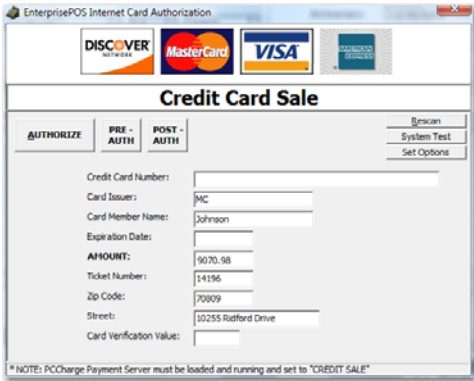 EnterprisePOS Internet Card Authorization
DISCOVER MasterCard VISA AMERICAN EXPRESS
NETWORK
Credit Card Sale
AUTHORIZE
PRE -
AUTH
POST -
AUTH
Rescan
System Test
Set Options
Credit Card Number:
Card Issuer: MC
Card Member Name: Johnson
Expiration Date:
AMOUNT: 9070.98
Ticket Number: 14196
Zip Code: 70809
Street: 10255 Ridford Drive
Card Verification Value:
* NOTE: PCCharge Payment Server must be loaded and running and set to "CREDIT SALE"